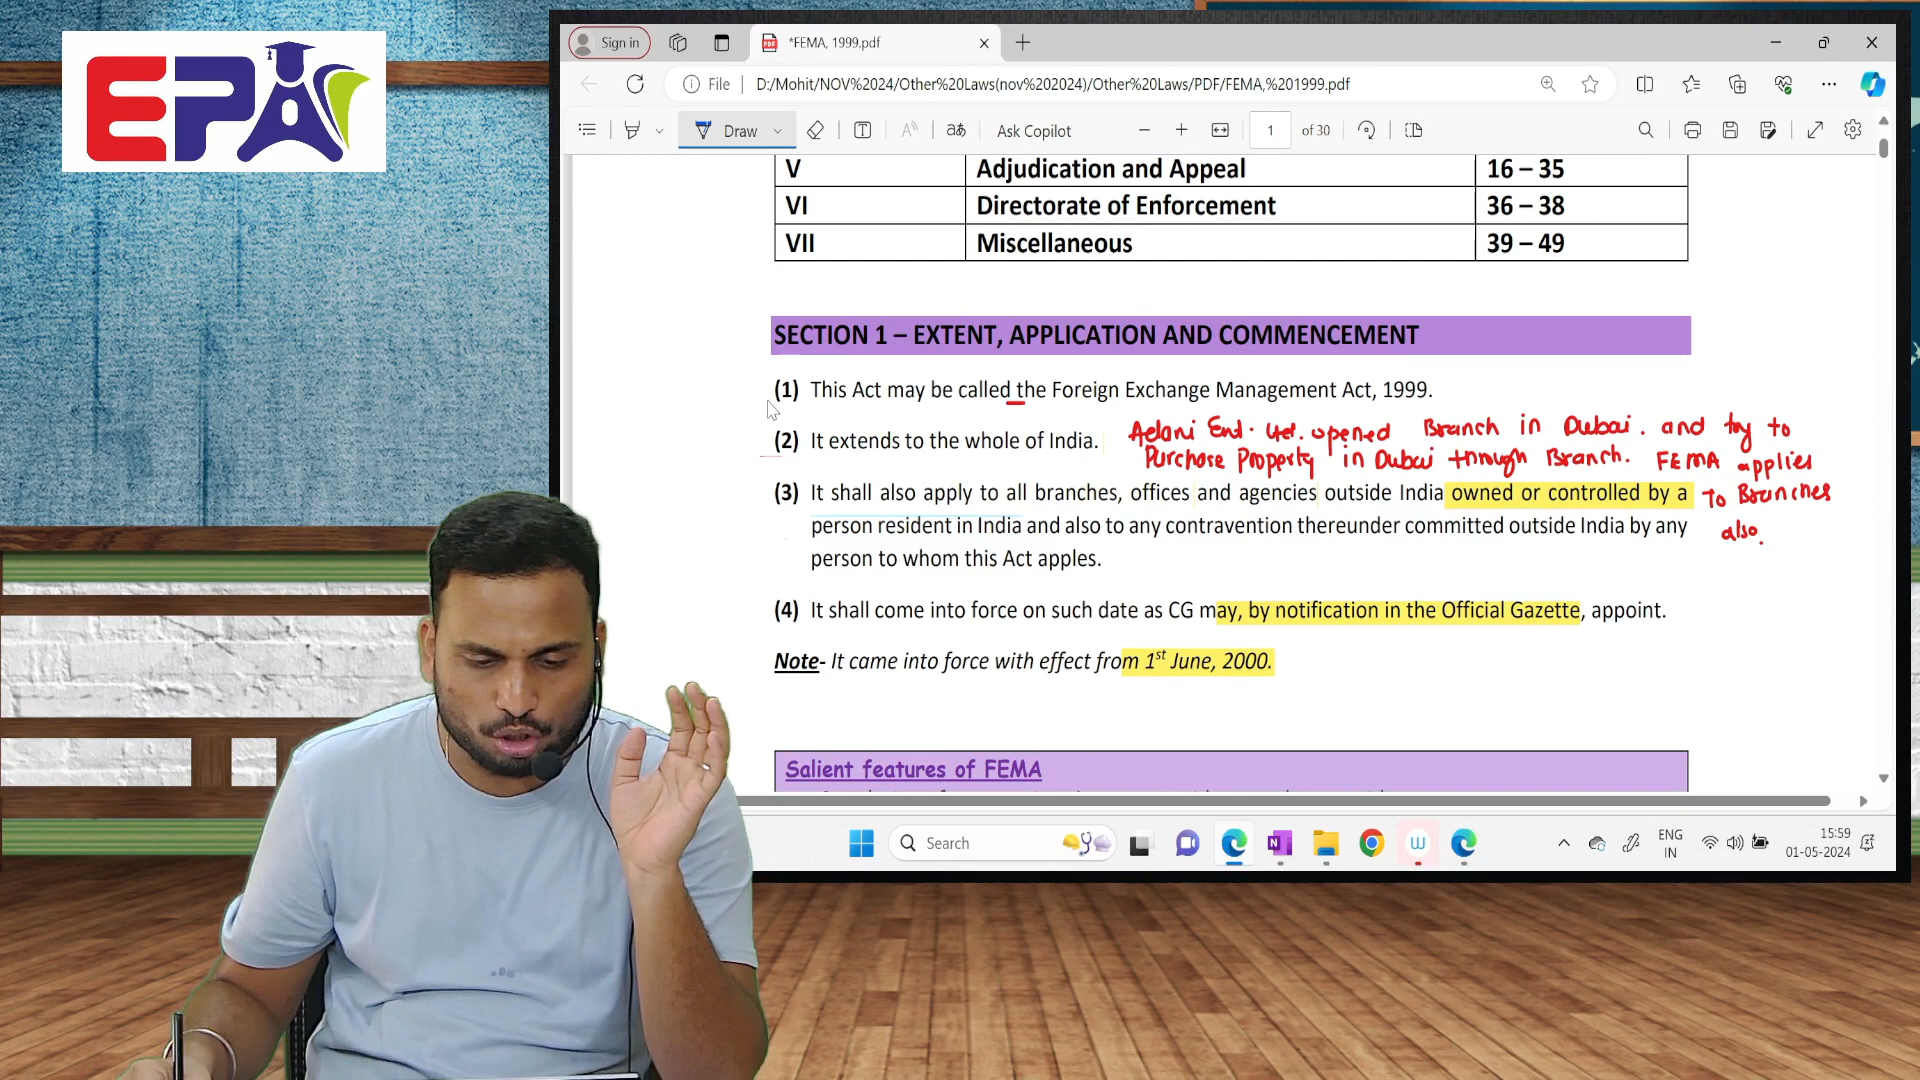 EPA
Sign in
*FEMA, 1999.pdf
File
D:/Mohit/NOV%2024/Other%20Laws(nov%202024)/Other%20Laws/PDF/FEMA,%201999.pdf
Draw
Ask Copilot
1 of 30
V Adjudication and Appeal 16 – 35
VI Directorate of Enforcement 36 – 38
VII Miscellaneous 39 – 49
SECTION 1 – EXTENT, APPLICATION AND COMMENCEMENT
(1) This Act may be called the Foreign Exchange Management Act, 1999.
(2) It extends to the whole of India.
Adani Ent. Ltd. opened Branch in Dubai. and try to
Purchase Property in Dubai through Branch. FEMA applies
to Branches
also.
(3) It shall also apply to all branches, offices and agencies outside India owned or controlled by a
person resident in India and also to any contravention thereunder committed outside India by any
person to whom this Act apples.
(4) It shall come into force on such date as CG may, by notification in the Official Gazette, appoint.
Note- It came into force with effect from 1st June, 2000.
Salient features of FEMA
Search
ENG
IN
15:59
01-05-2024